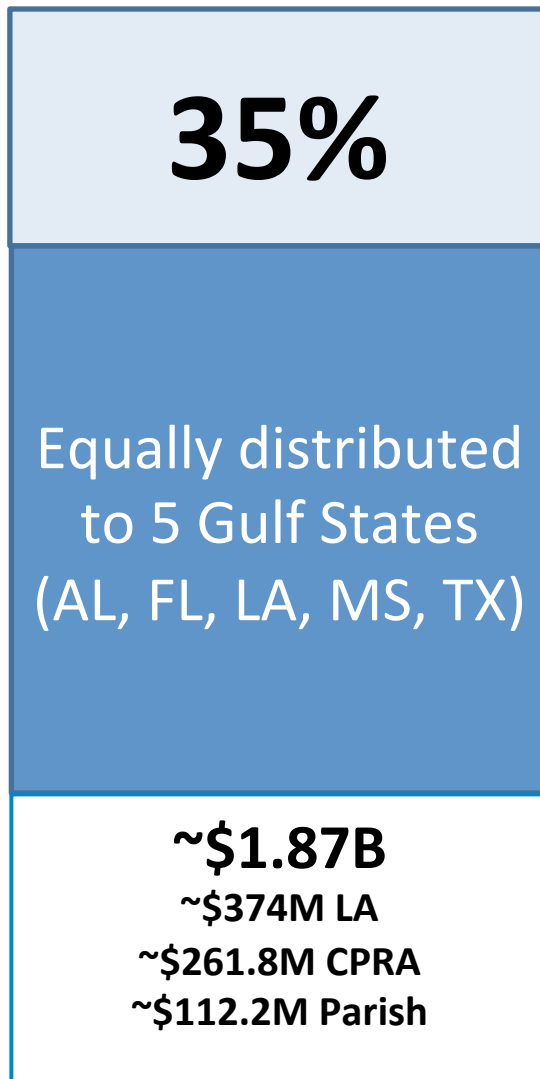 35%
Equally distributed
to 5 Gulf States
(AL, FL, LA, MS, TX)
~$1.87B
~$374M LA
~$261.8M CPRA
~$112.2M Parish